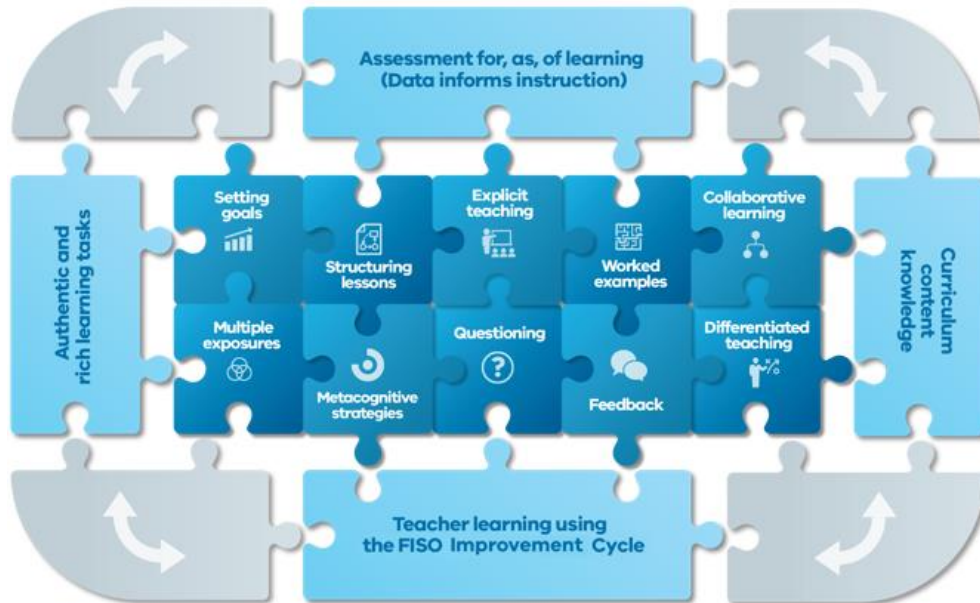 Assessment for, as, of learning
(Data informs instruction)
Authentic and
rich learning tasks
Setting
goals
Structuring
lessons
Explicit
teaching
Worked
examples
Collaborative
learning
Multiple
exposures
Metacognitive
strategies
Questioning
?
Feedback
Differentiated
teaching
Curriculum
content
knowledge
Teacher learning using
the FISO Improvement Cycle